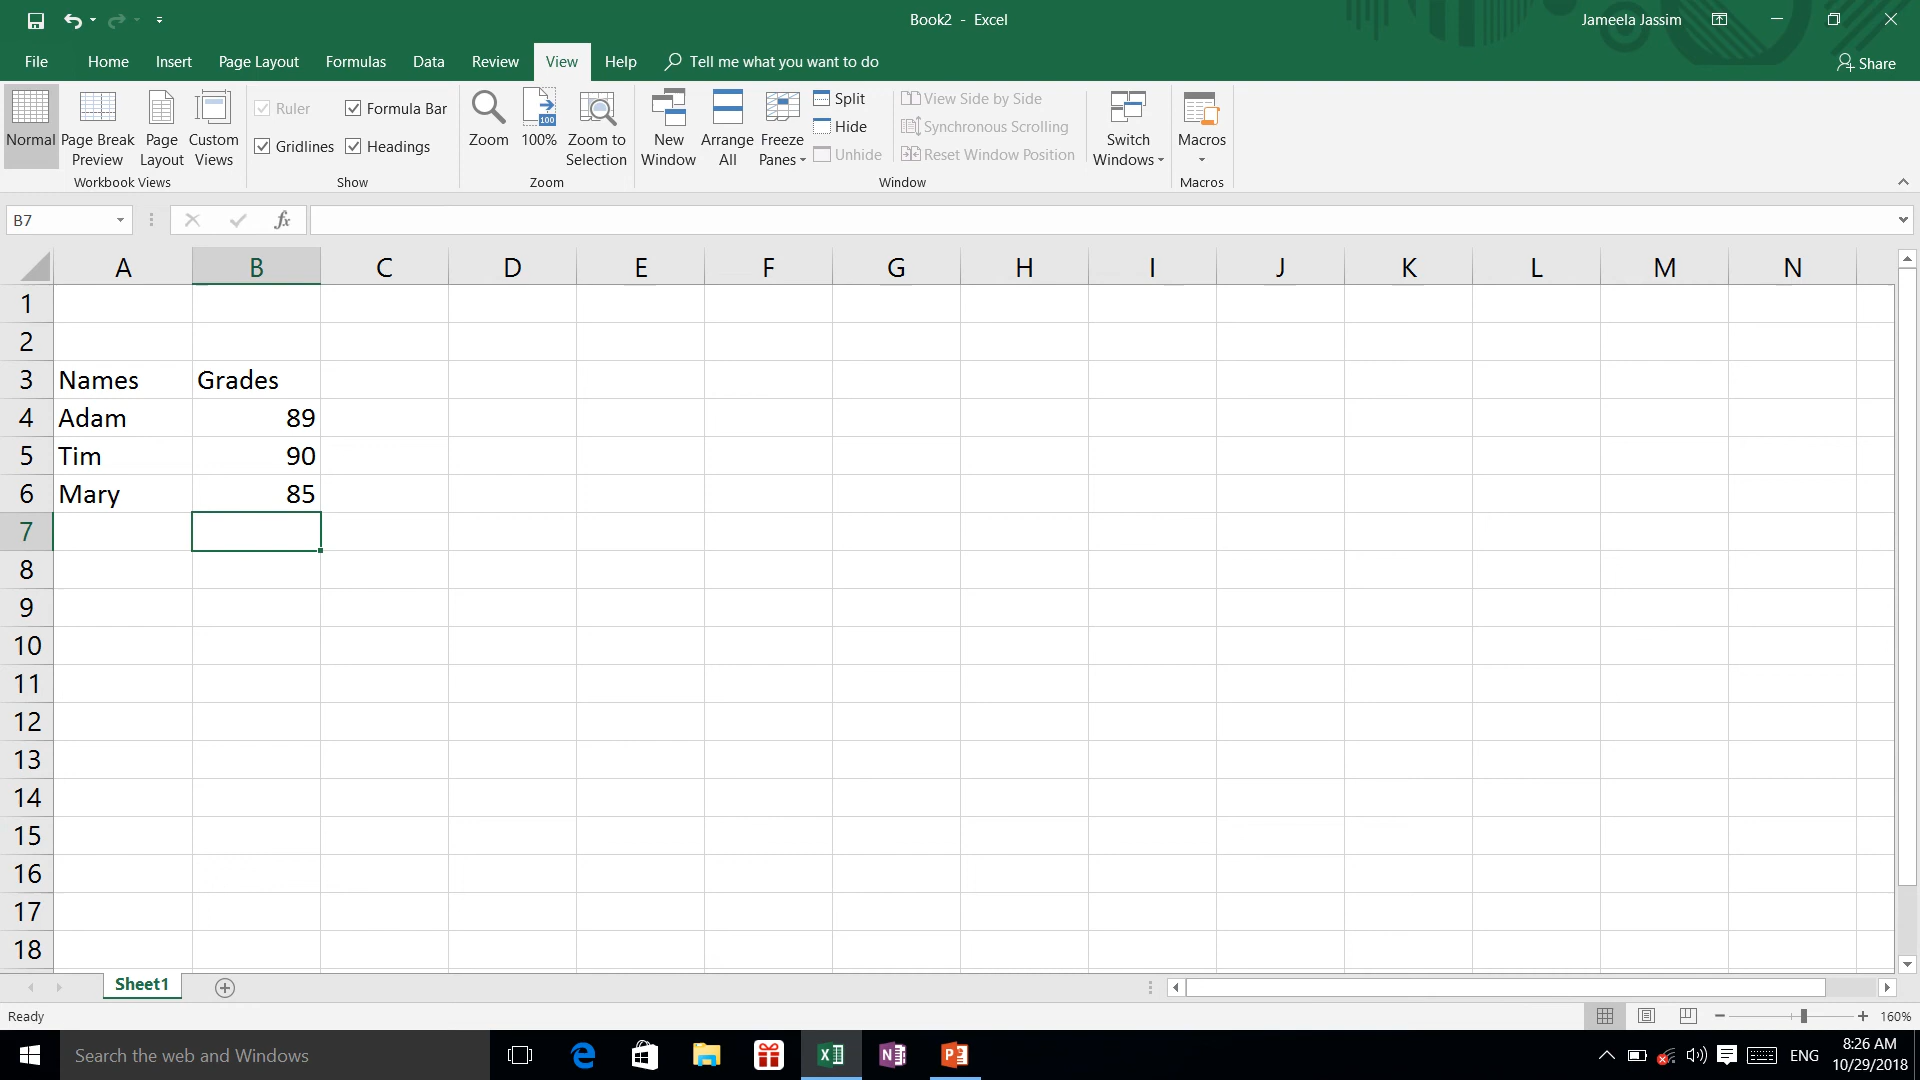 Book2 - Excel
Jameela Jassim
File Home Insert Page Layout Formulas Data Review View Help Tell me what you want to do
Share
Normal
Page Break Preview
Page Layout
Custom Views
Workbook Views
Ruler
Formula Bar
Gridlines
Headings
Show
Zoom
100
100%
Zoom to Selection
Zoom
New Window
Arrange All
Freeze Panes
Split
Hide
Unhide
View Side by Side
Synchronous Scrolling
Reset Window Position
Window
Switch Windows
Macros
Macros
B7
fx
A B C D E F G H I J K L M N
1
2
3 Names Grades
4 Adam 89
5 Tim 90
6 Mary 85
7
8
9
10
11
12
13
14
15
16
17
18
Sheet1
Ready
160%
Search the web and Windows
ENG
8:26 AM
10/29/2018